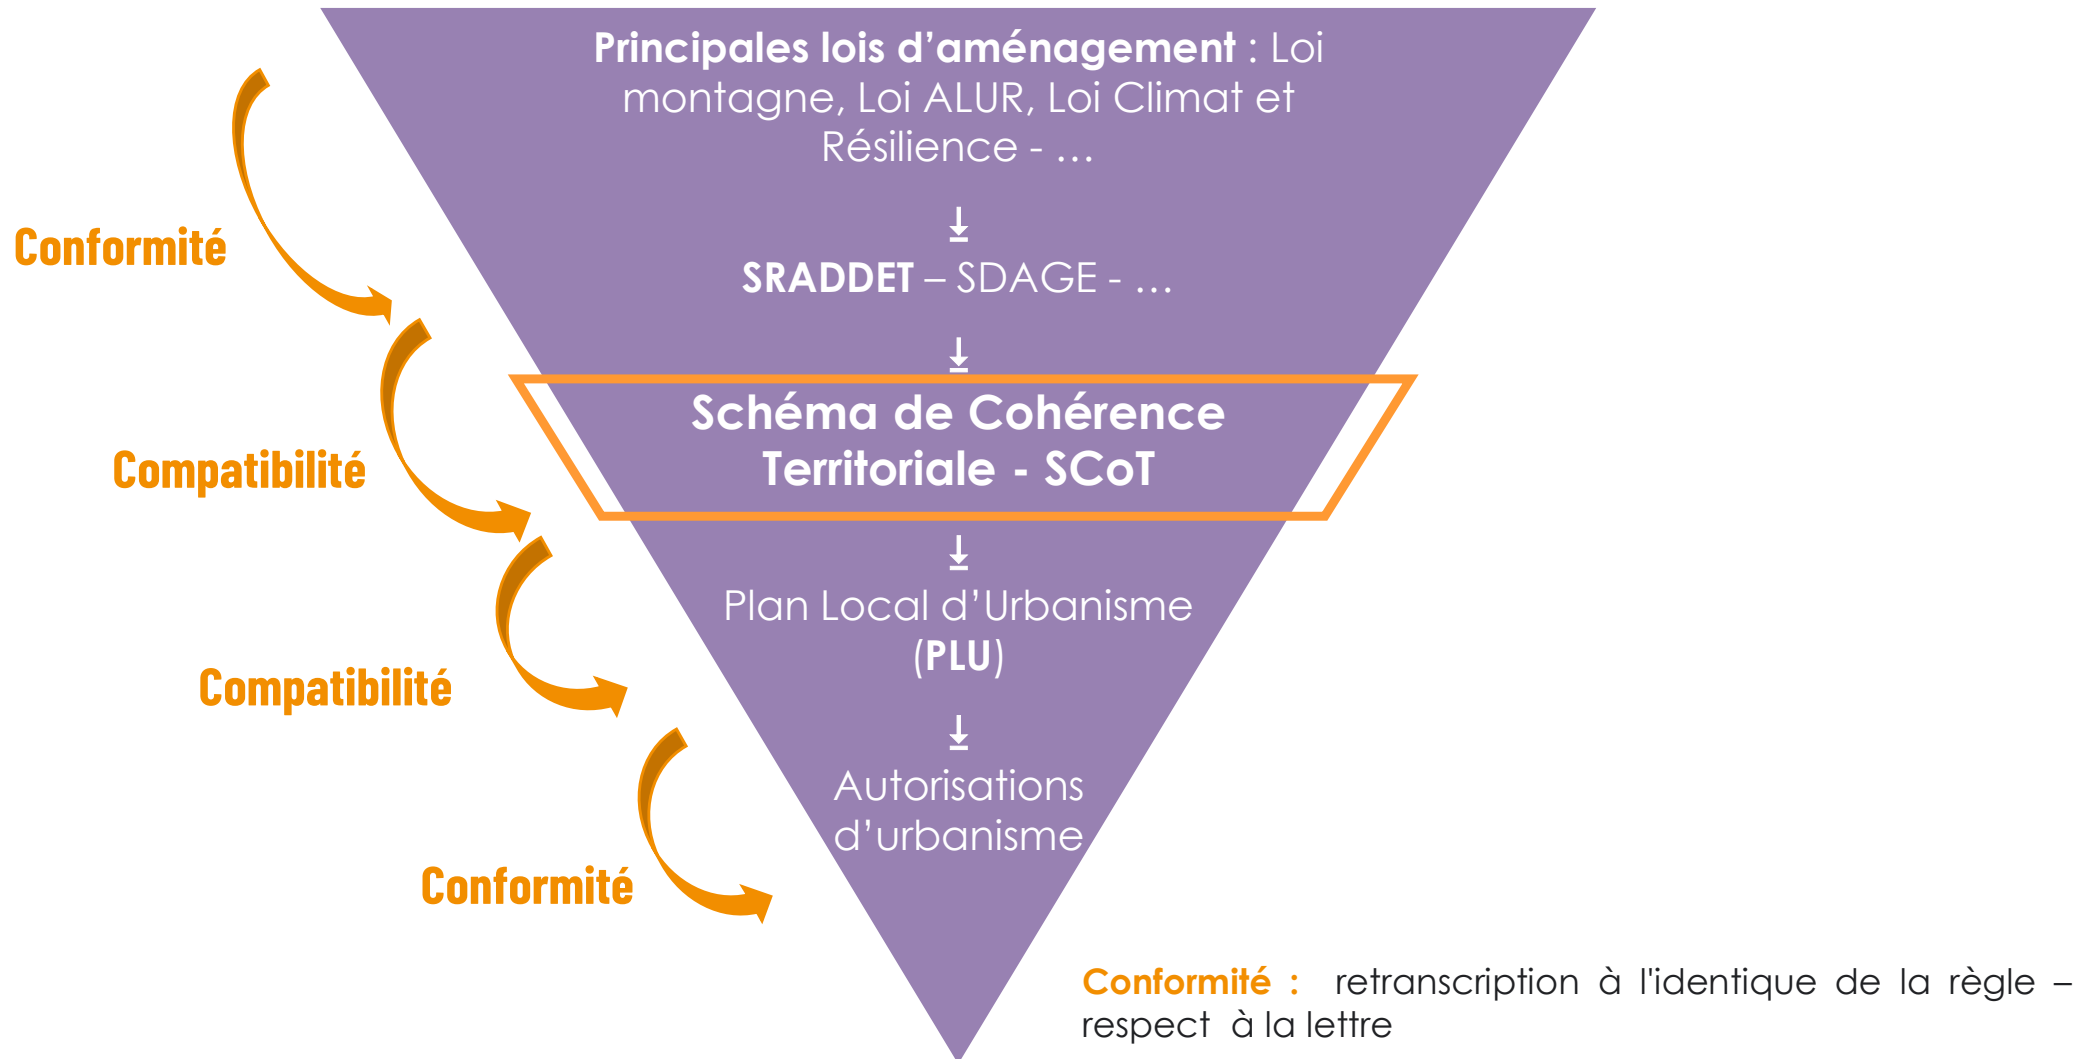 Principales lois d’aménagement : Loi
montagne, Loi ALUR, Loi Climat et
Résilience - …
Conformité
SRADDET – SDAGE - …
Schéma de Cohérence
Territoriale - SCoT
Compatibilité
Plan Local d’Urbanisme
(PLU)
Compatibilité
Autorisations
d’urbanisme
Conformité
Conformité : retranscription à l'identique de la règle –
respect à la lettre